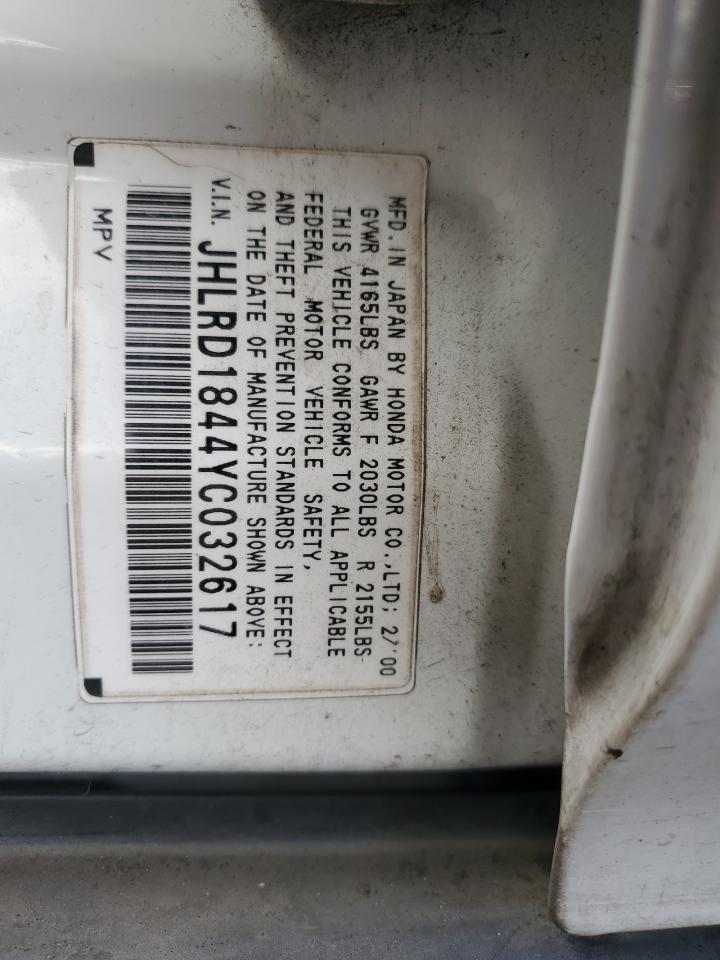 MFD. IN JAPAN BY HONDA MOTOR CO.,LTD; 2/'00
GVWR 4165LBS GAWR F 2030LBS R 2155LBS
THIS VEHICLE CONFORMS TO ALL APPLICABLE
FEDERAL MOTOR VEHICLE SAFETY,
AND THEFT PREVENTION STANDARDS IN EFFECT
ON THE DATE OF MANUFACTURE SHOWN ABOVE:
V.I.N. JHLRD1844YC032617
MPV